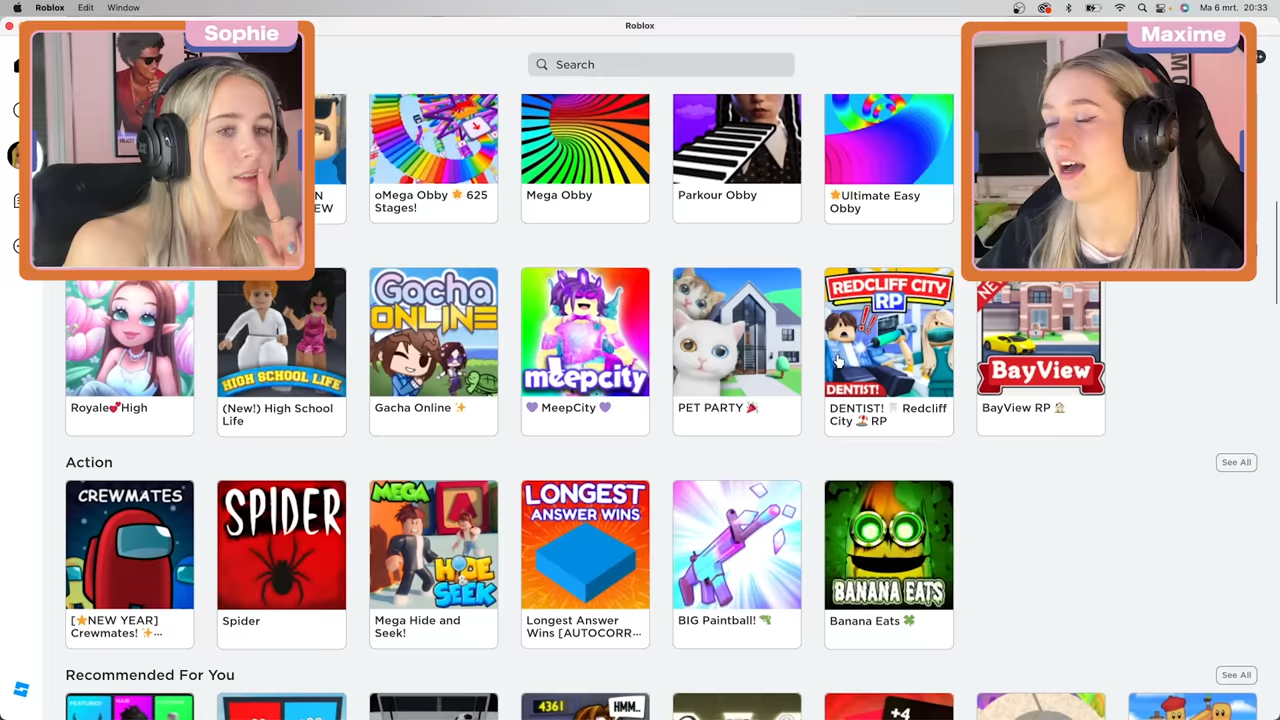 Roblox Edit Window
Ma 6 mrt. 20:33
Roblox
Sophie
Maxime
Search
N
EW
oMega Obby ⭐ 625
Stages!
Mega Obby
Parkour Obby
⭐Ultimate Easy
Obby
HIGH SCHOOL LIFE
Gacha
ONLINE
meepcity
REDCLIFF CITY
RP
!!
DENTIST!
NEW
BayView
Royale💕High
(New!) High School
Life
Gacha Online ✨
💜 MeepCity 💜
PET PARTY 🎉
DENTIST! 🦷 Redcliff
City 🏖️RP
BayView RP 🏠
Action
See All
CREWMATES
SPIDER
MEGA
HIDE
&
SEEK
LONGEST
ANSWER WINS
BANANA EATS
[⭐NEW YEAR]
Crewmates! ✨...
Spider
Mega Hide and
Seek!
Longest Answer
Wins [AUTOCORR...
BIG Paintball! 🔫
Banana Eats 🍀
Recommended For You
See All
FEATURED
HAIR
4361
HMM..
+4